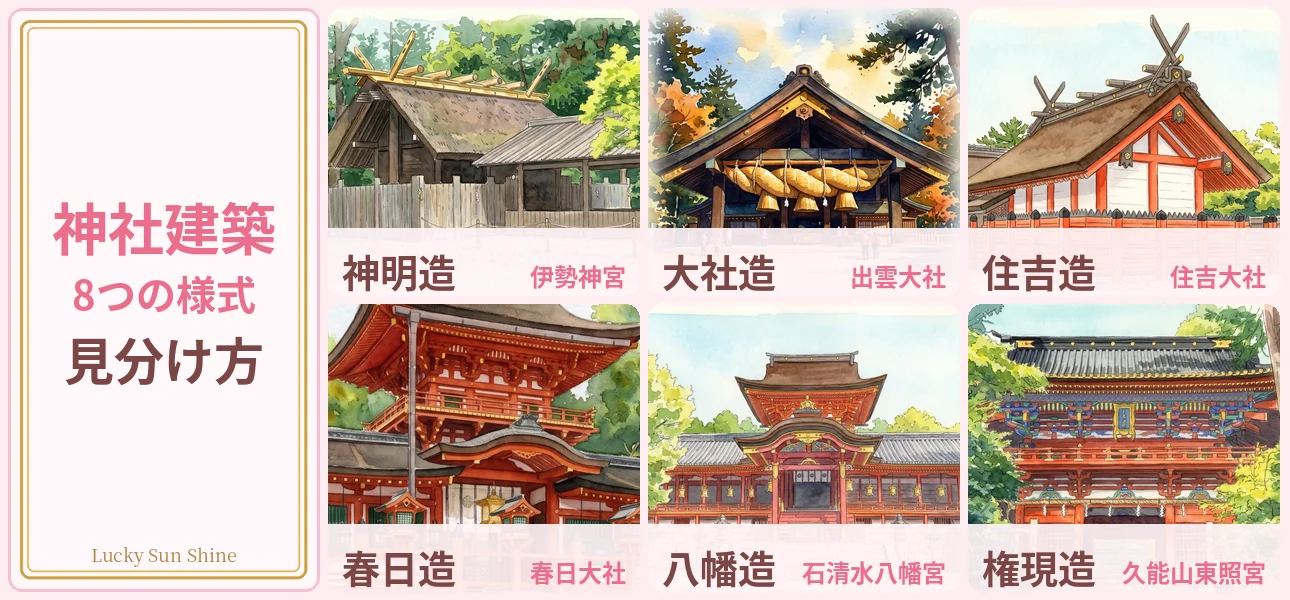 神社建築
8つの様式
見分け方
Lucky Sun Shine
神明造 伊勢神宮
大社造 出雲大社
住吉造 住吉大社
春日造 春日大社
八幡造 石清水八幡宮
権現造 久能山東照宮